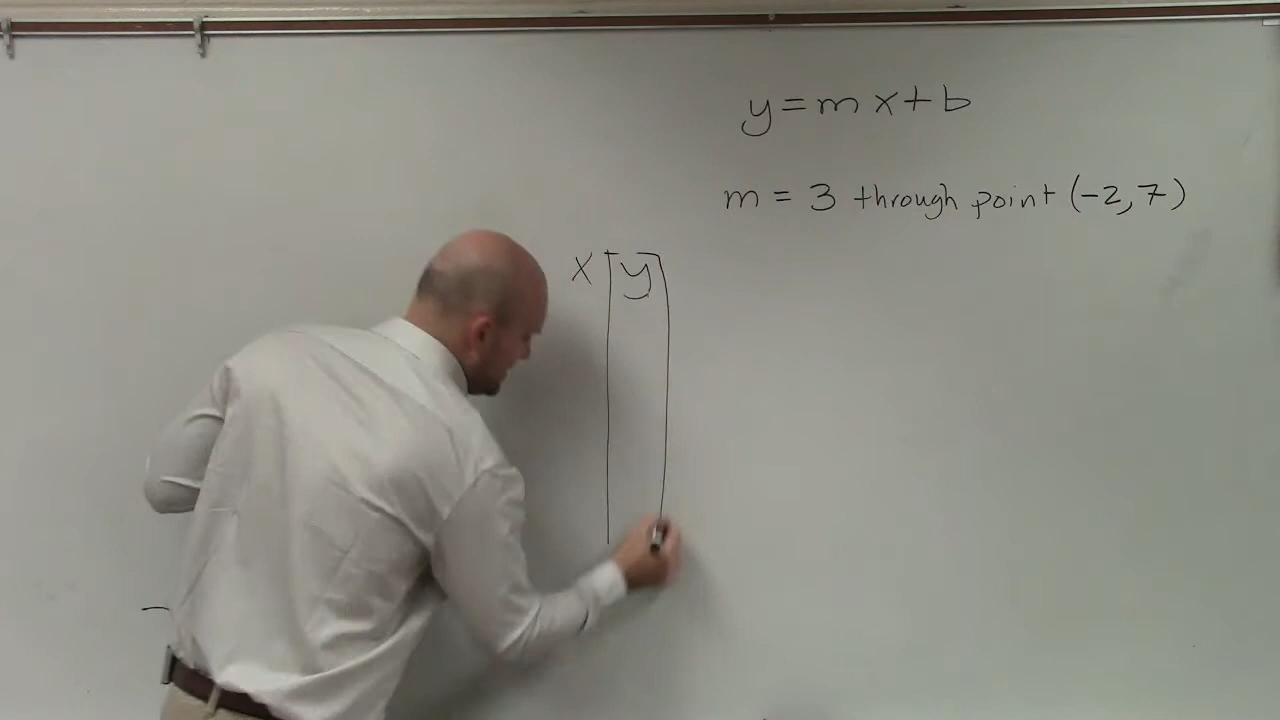 y = mx + b
m = 3 through point (-2, 7)
x y